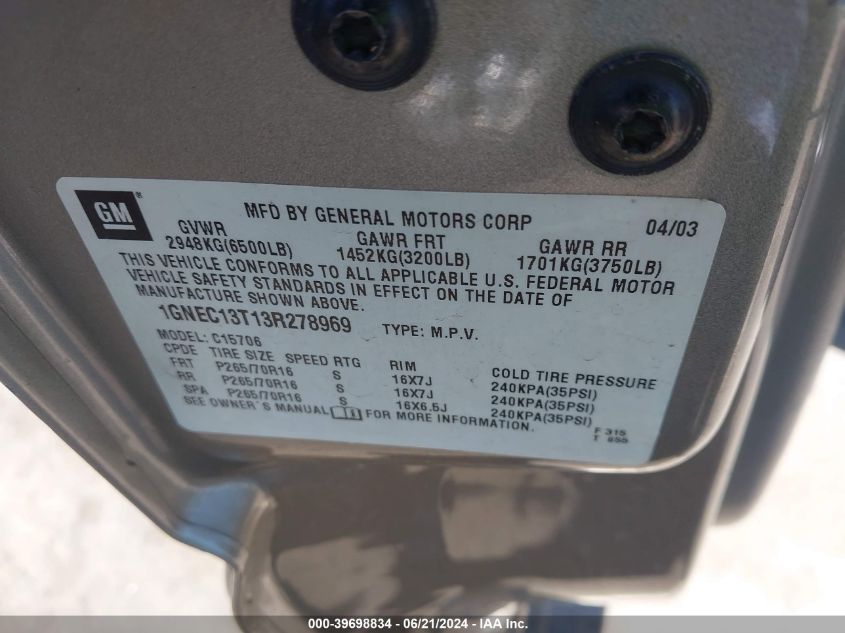 GM ®
MFD BY GENERAL MOTORS CORP 04/03
GVWR GAWR FRT GAWR RR
2948KG(6500LB) 1452KG(3200LB) 1701KG(3750LB)
THIS VEHICLE CONFORMS TO ALL APPLICABLE U.S. FEDERAL MOTOR
VEHICLE SAFETY STANDARDS IN EFFECT ON THE DATE OF
MANUFACTURE SHOWN ABOVE.
1GNEC13T13R278969 TYPE: M.P.V.
MODEL: C15706
CPDE TIRE SIZE SPEED RTG RIM COLD TIRE PRESSURE
FRT P265/70R16 S 16X7J 240KPA(35PSI)
RR P265/70R16 S 16X7J 240KPA(35PSI)
SPA P265/70R16 S 16X6.5J 240KPA(35PSI)
SEE OWNER'S MANUAL FOR MORE INFORMATION.
F 315
T 855
000-39698834 - 06/21/2024 - IAA Inc.